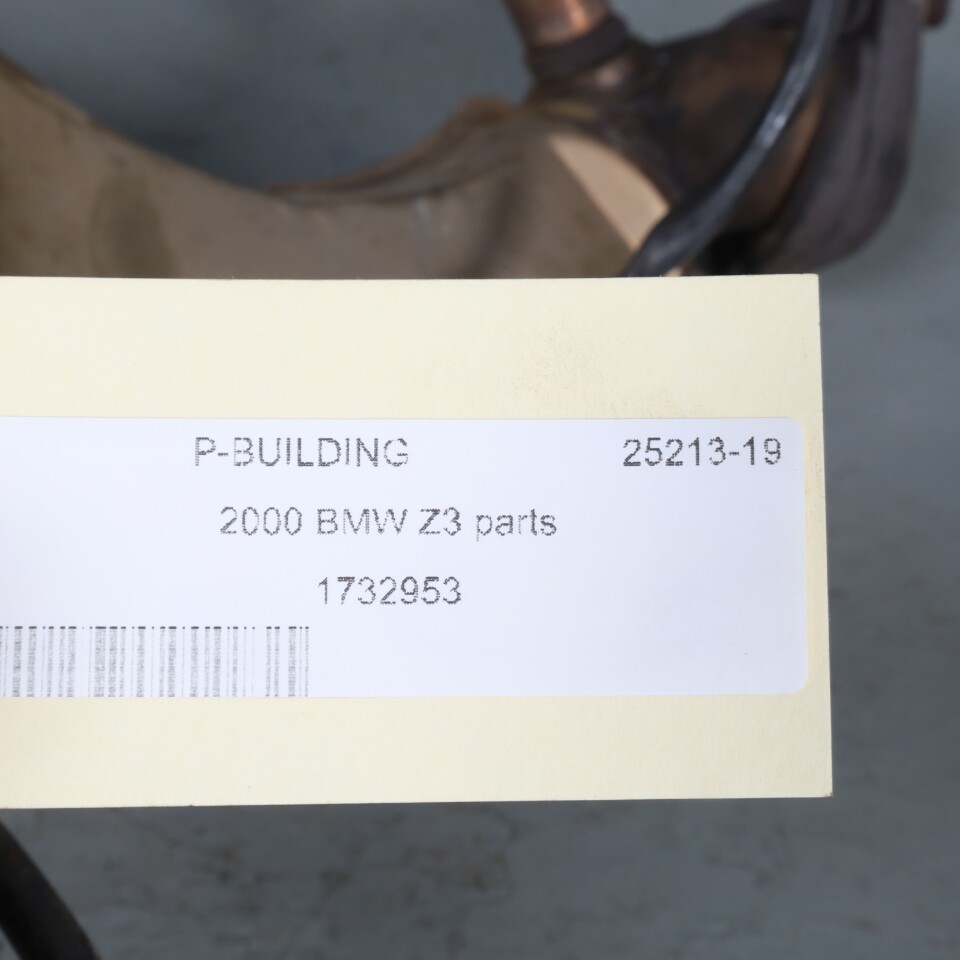 P-BUILDING 25213-19
2000 BMW Z3 parts
1732953